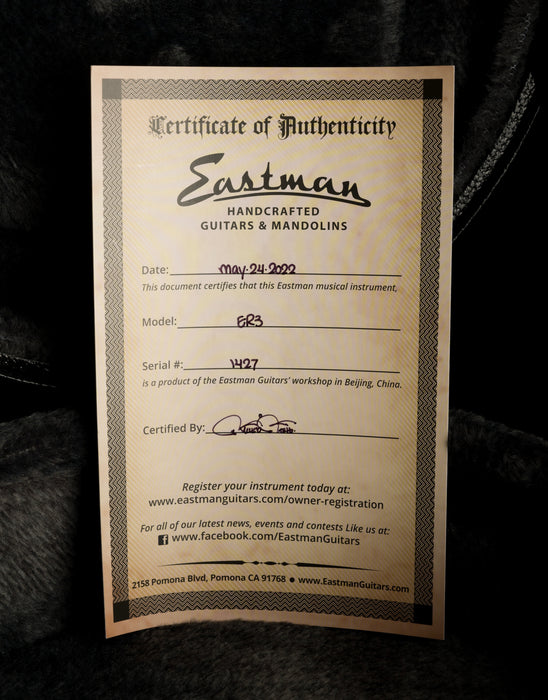 Certificate of Authenticity
Eastman
HANDCRAFTED
GUITARS & MANDOLINS
Date: May·24·2022
This document certifies that this Eastman musical instrument,
Model: ER3
Serial #: 1427
is a product of the Eastman Guitars' workshop in Beijing, China.
Certified By:
Register your instrument today at:
www.eastmanguitars.com/owner-registration
For all of our latest news, events and contests Like us at:
f www.facebook.com/EastmanGuitars
2158 Pomona Blvd, Pomona CA 91768 • www.EastmanGuitars.com